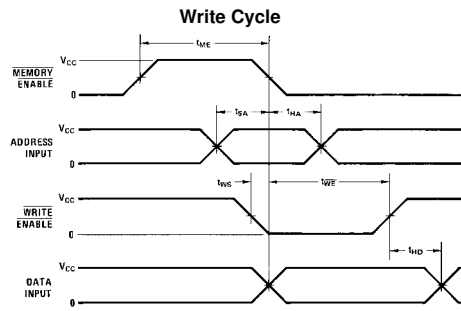 Write Cycle
VCC
tME
MEMORY
ENABLE
0
VCC
tSA
tHA
ADDRESS
INPUT
0
VCC
tWS
tWE
WRITE
ENABLE
0
tHD
VCC
DATA
INPUT
0